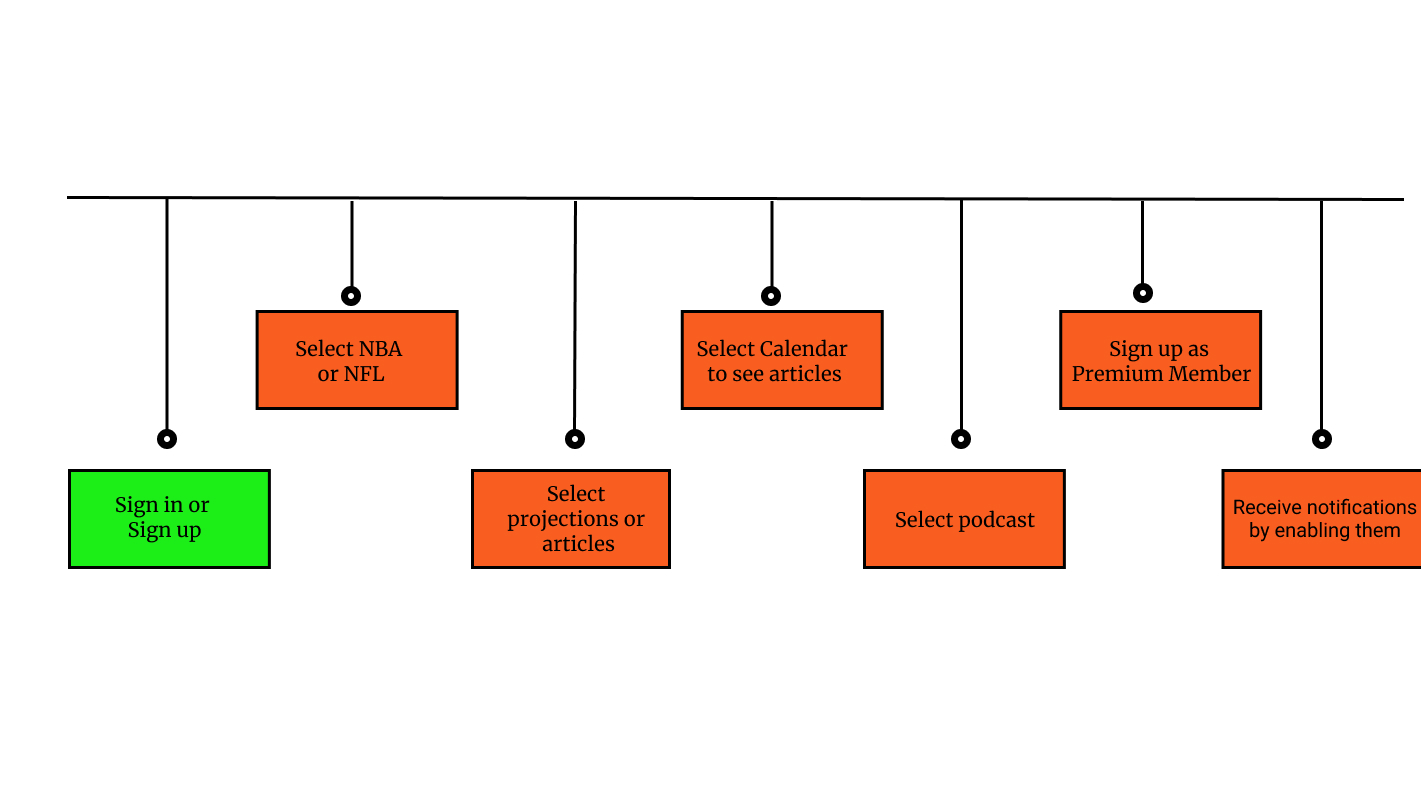 Sign in or
Sign up
Select NBA
or NFL
Select
projections or
articles
Select Calendar
to see articles
Select podcast
Sign up as
Premium Member
Receive notifications
by enabling them